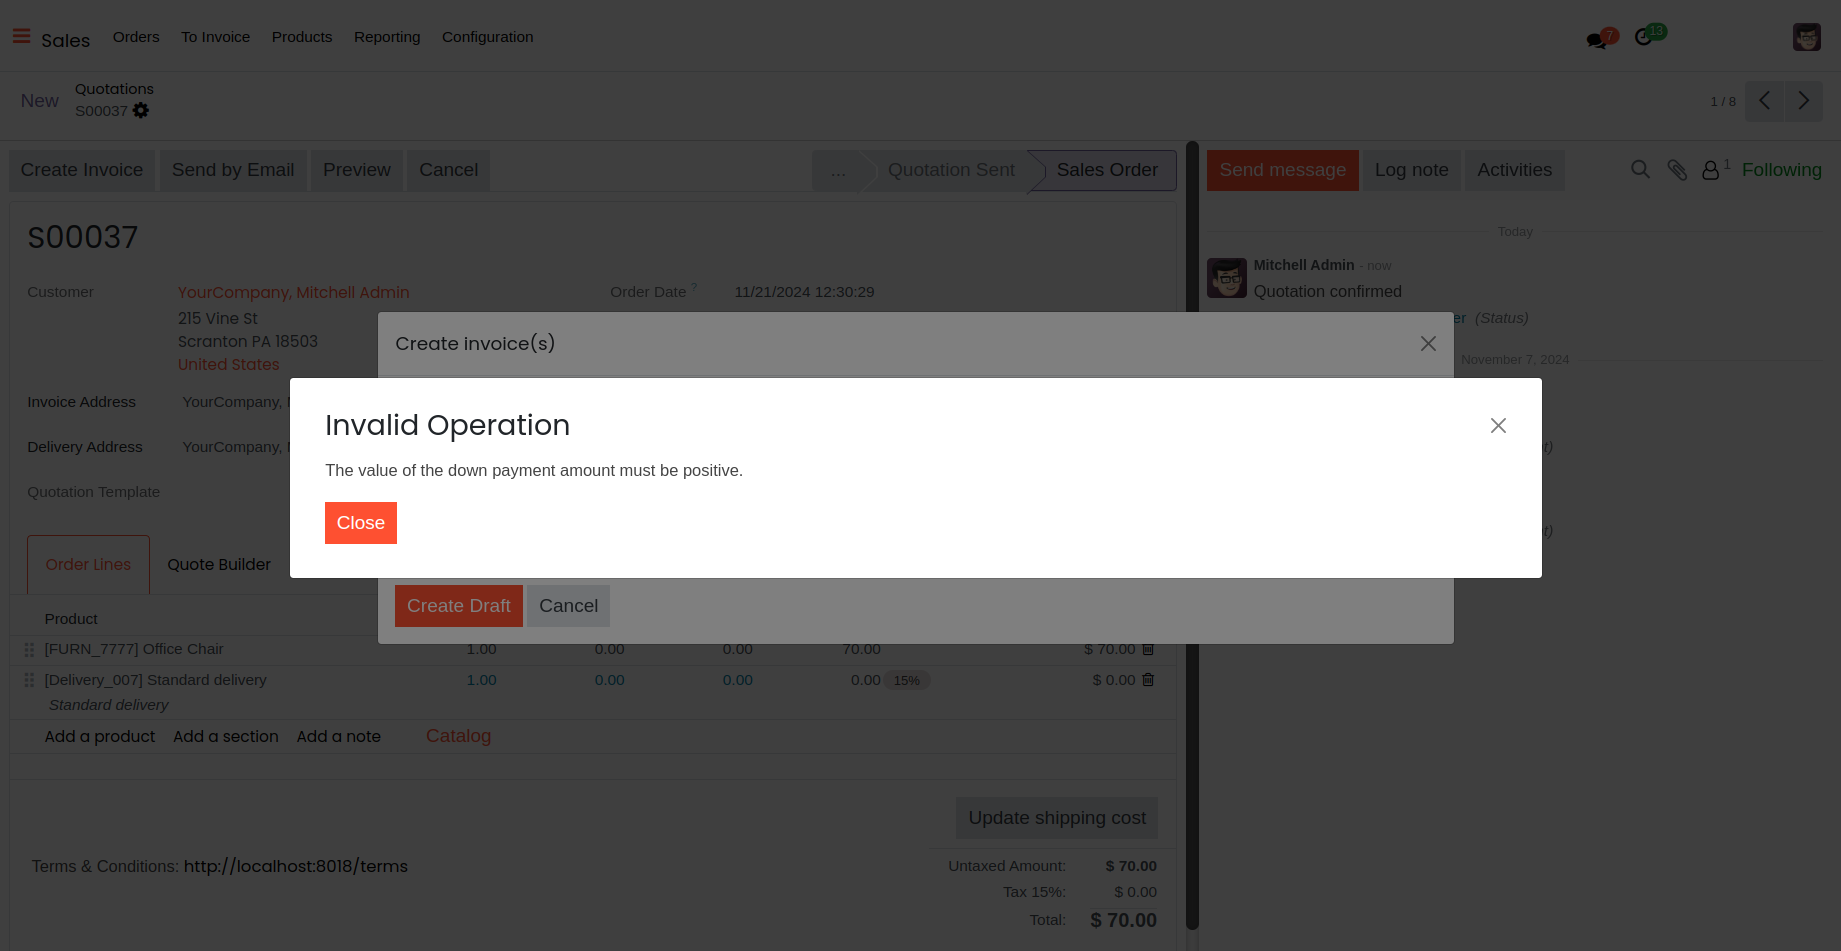 Sales Orders To Invoice Products Reporting Configuration 7 13
New Quotations
S00037
1 / 8
Create Invoice Send by Email Preview Cancel ... Quotation Sent Sales Order Send message Log note Activities 1 Following
S00037
Today
Mitchell Admin - now
Quotation confirmed
Customer YourCompany, Mitchell Admin Order Date ? 11/21/2024 12:30:29
215 Vine St
(Status)
Scranton PA 18503
Create invoice(s)
United States
November 7, 2024
Invoice Address YourCompany,
Invalid Operation
Delivery Address YourCompany,
The value of the down payment amount must be positive.
Quotation Template
Close
Order Lines Quote Builder
Create Draft Cancel
Product
[FURN_7777] Office Chair 1.00 0.00 0.00 70.00 $ 70.00
[Delivery_007] Standard delivery 1.00 0.00 0.00 0.00 15% $ 0.00
Standard delivery
Add a product Add a section Add a note Catalog
Update shipping cost
Terms & Conditions: http://localhost:8018/terms
Untaxed Amount: $ 70.00
Tax 15%: $ 0.00
Total: $ 70.00